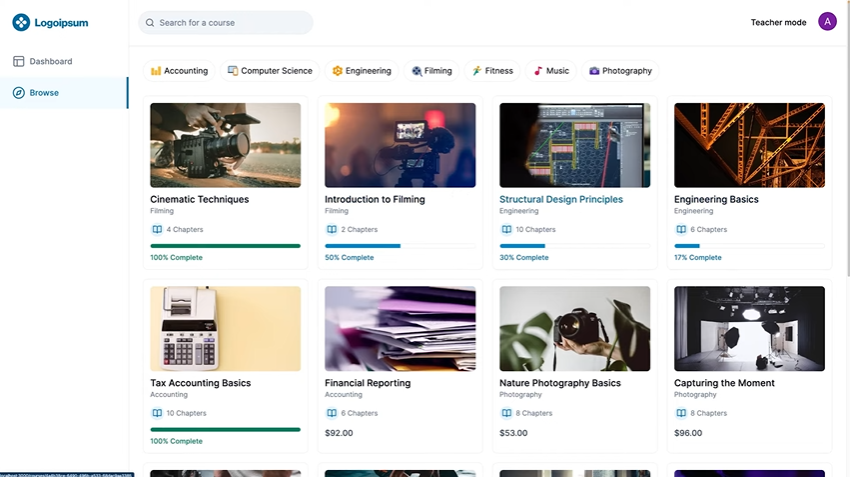 Logoipsum
Search for a course
Teacher mode
A
Dashboard
Browse
Accounting
Computer Science
Engineering
Filming
Fitness
Music
Photography
Cinematic Techniques
Filming
4 Chapters
100% Complete
Introduction to Filming
Filming
2 Chapters
50% Complete
Structural Design Principles
Engineering
10 Chapters
30% Complete
Engineering Basics
Engineering
6 Chapters
17% Complete
Tax Accounting Basics
Accounting
10 Chapters
100% Complete
Financial Reporting
Accounting
6 Chapters
$92.00
Nature Photography Basics
Photography
8 Chapters
$53.00
Capturing the Moment
Photography
8 Chapters
$96.00